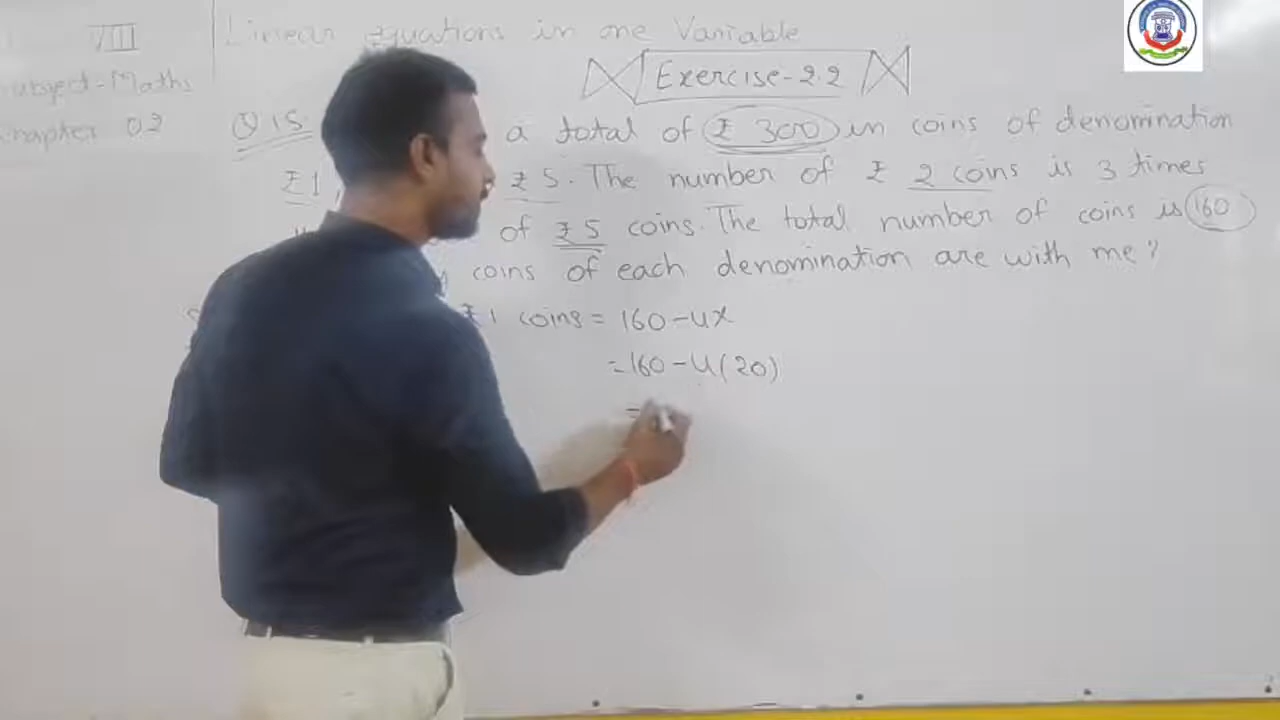 VIII
Linear equations in one Variable
Subject-Maths
Exercise-2.2
Chapter 02
Q 15 a total of ₹ 300 in coins of denomination
₹1, ₹5. The number of ₹ 2 coins is 3 times
of ₹5 coins. The total number of coins is 160
coins of each denomination are with me?
₹1 coins = 160-4x
=160-4(20)
=